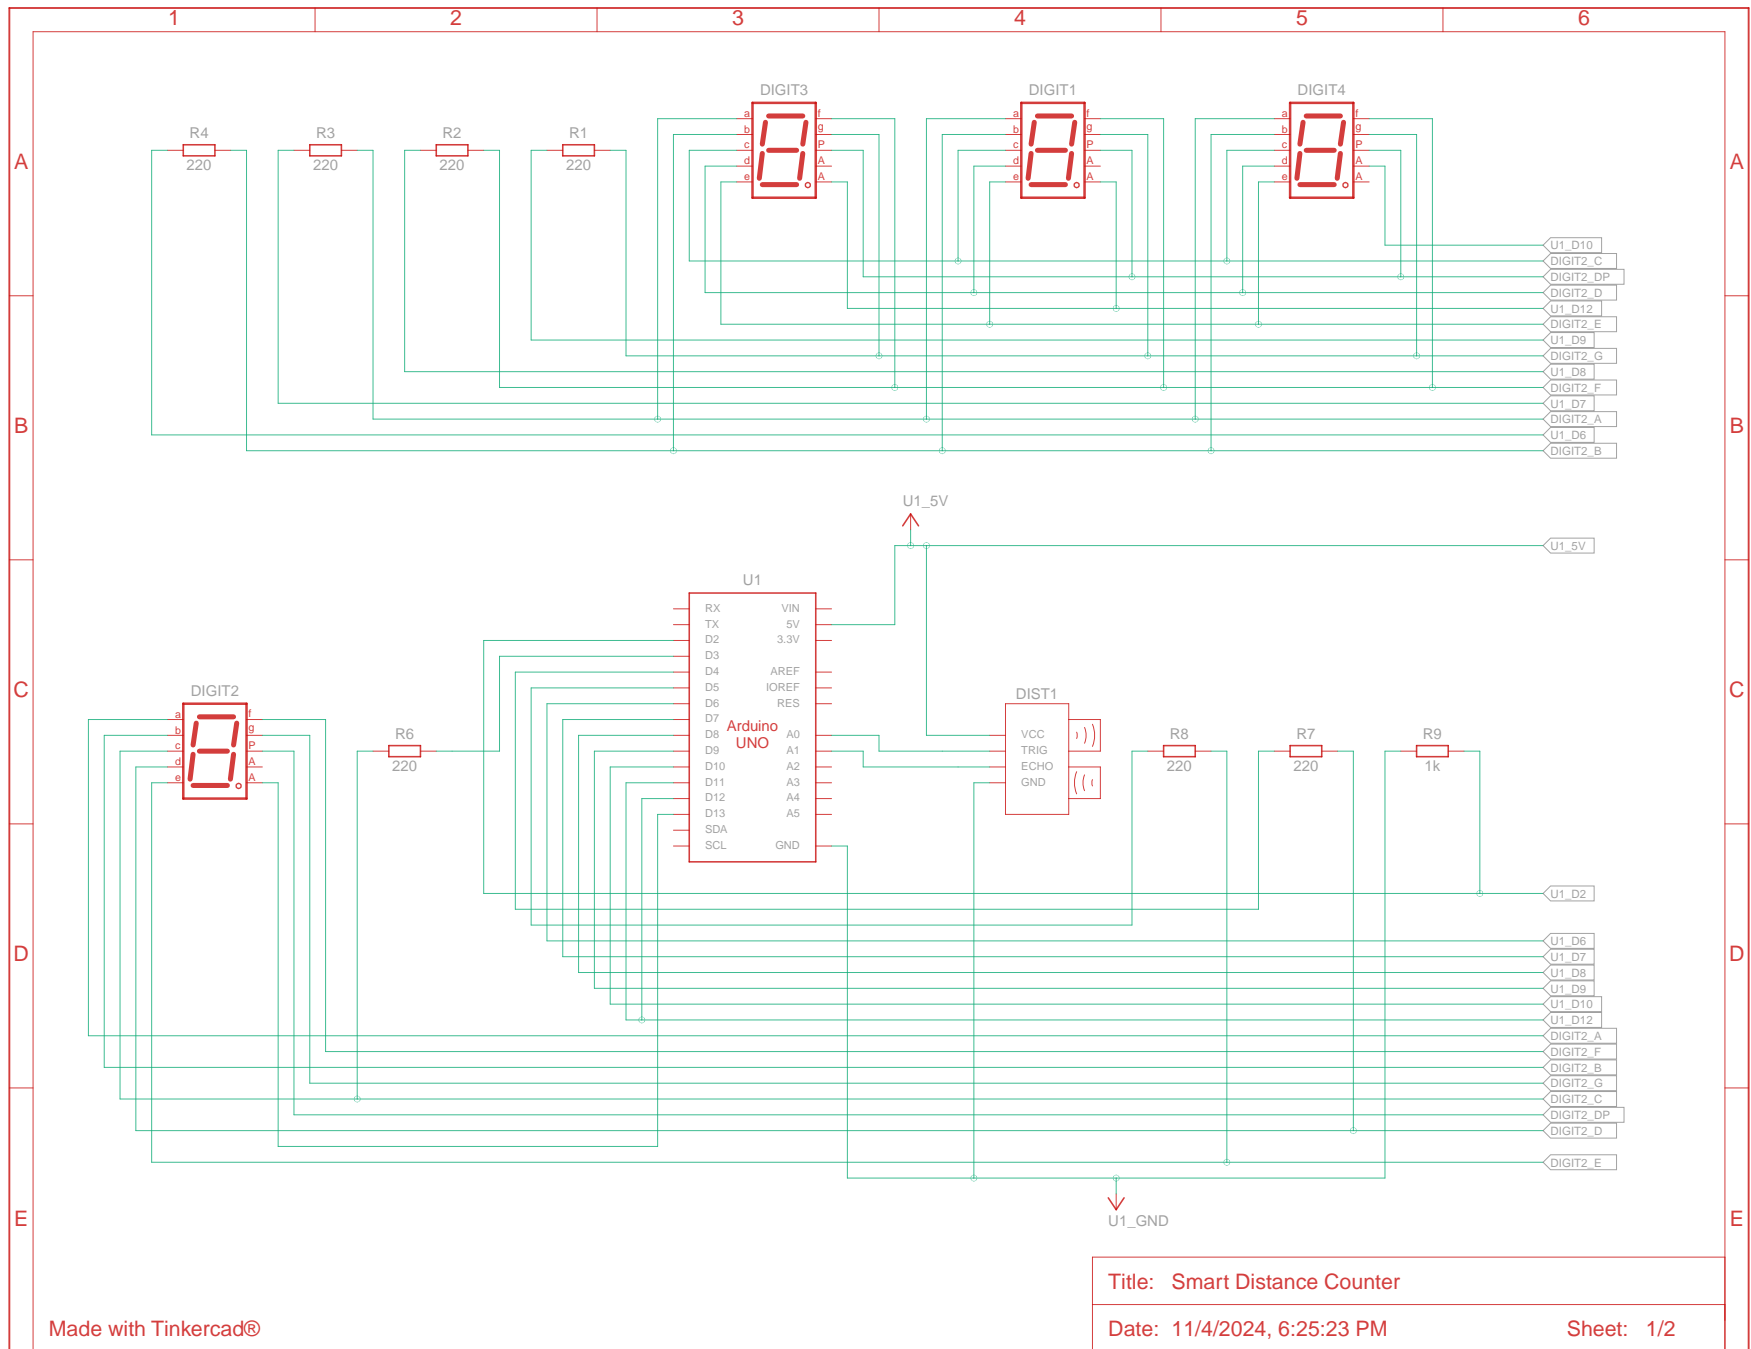 1 2 3 4 5 6
A A
B B
C C
D D
E E
DIGIT3 DIGIT1 DIGIT4
R4 R3 R2 R1
220 220 220 220
a f a f a f
b g b g b g
c P c P c P
d A d A d A
e A e A e A
U1_D10
DIGIT2_C
DIGIT2_DP
DIGIT2_D
U1_D12
DIGIT2_E
U1_D9
DIGIT2_G
U1_D8
DIGIT2_F
U1_D7
DIGIT2_A
U1_D6
DIGIT2_B
U1_5V
U1_5V
U1
RX VIN
TX 5V
D2 3.3V
D3
D4 AREF
D5 IOREF
D6 RES
D7
D8 A0
D9 A1
D10 A2
D11 A3
D12 A4
D13 A5
SDA
SCL GND
Arduino
UNO
DIGIT2
a f
b g
c P
d A
e A
R6
220
DIST1
VCC
TRIG
ECHO
GND
R8 R7 R9
220 220 1k
U1_D2
U1_D6
U1_D7
U1_D8
U1_D9
U1_D10
U1_D12
DIGIT2_A
DIGIT2_F
DIGIT2_B
DIGIT2_G
DIGIT2_C
DIGIT2_DP
DIGIT2_D
DIGIT2_E
U1_GND
Title: Smart Distance Counter
Made with Tinkercad®
Date: 11/4/2024, 6:25:23 PM Sheet: 1/2